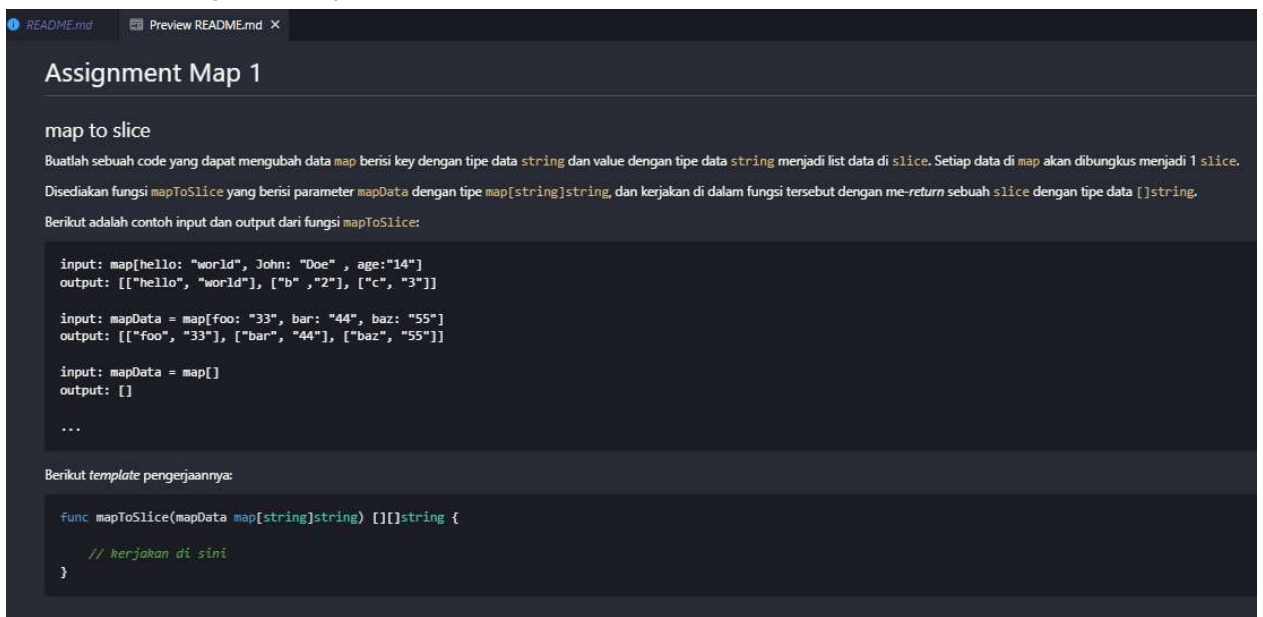 README.md
Preview README.md ×
Assignment Map 1
map to slice
Buatlah sebuah code yang dapat mengubah data map berisi key dengan tipe data string dan value dengan tipe data string menjadi list data di slice. Setiap data di map akan dibungkus menjadi 1 slice.
Disediakan fungsi mapToSlice yang berisi parameter mapData dengan tipe map[string]string, dan kerjakan di dalam fungsi tersebut dengan me-return sebuah slice dengan tipe data []string.
Berikut adalah contoh input dan output dari fungsi mapToSlice:
input: map[hello: "world", John: "Doe" , age:"14"]
output: [["hello", "world"], ["b" ,"2"], ["c", "3"]]
input: mapData = map[foo: "33", bar: "44", baz: "55"]
output: [["foo", "33"], ["bar", "44"], ["baz", "55"]]
input: mapData = map[]
output: []
...
Berikut template pengerjaannya:
func mapToSlice(mapData map[string]string) [][]string {
// kerjakan di sini
}